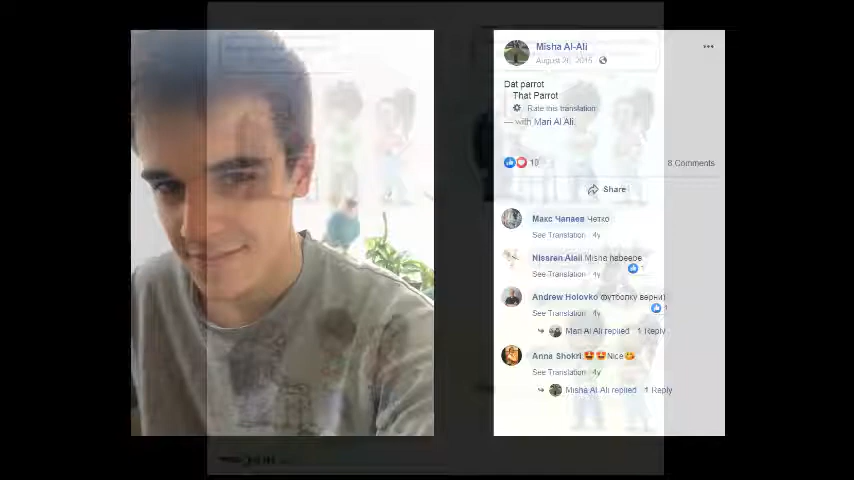 Misha Al-Ali
August 26, 2015
Dat parrot
That Parrot
Rate this translation
— with Mari Al Ali.
10
8 Comments
Share
Макс Чапаев Четко
See Translation 4y
Nissren Alali Misha habeebe
See Translation 4y
Andrew Holovko футболку верни)
1
See Translation 4y
Mari Al Ali replied · 1 Reply
Anna Shokri 🤩🤩Nice😋
See Translation 4y
Misha Al-Ali replied · 1 Reply